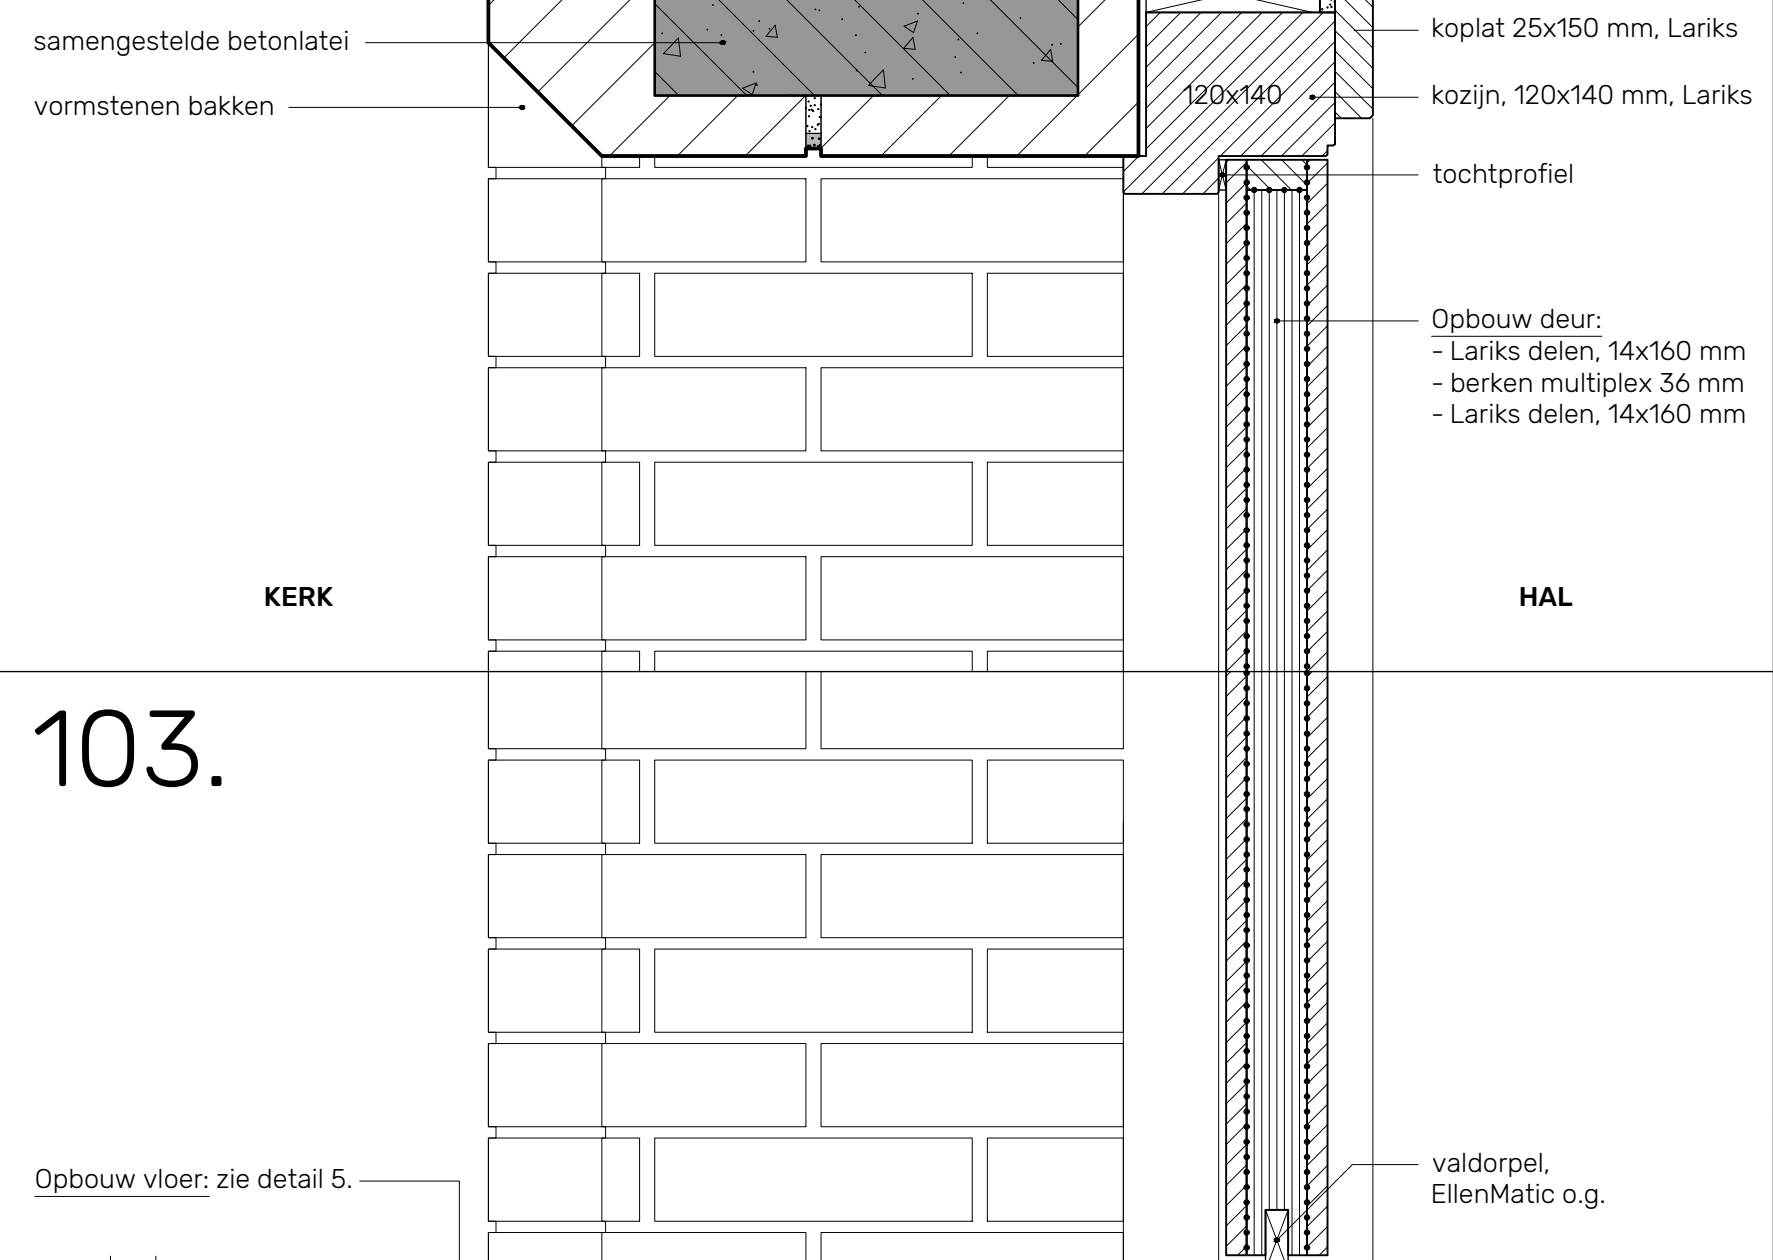 samengestelde betonlatei
vormstenen bakken
koplat 25x150 mm, Lariks
120x140
kozijn, 120x140 mm, Lariks
tochtprofiel
Opbouw deur:
- Lariks delen, 14x160 mm
- berken multiplex 36 mm
- Lariks delen, 14x160 mm
KERK
HAL
103.
Opbouw vloer: zie detail 5.
valdorpel,
EllenMatic o.g.